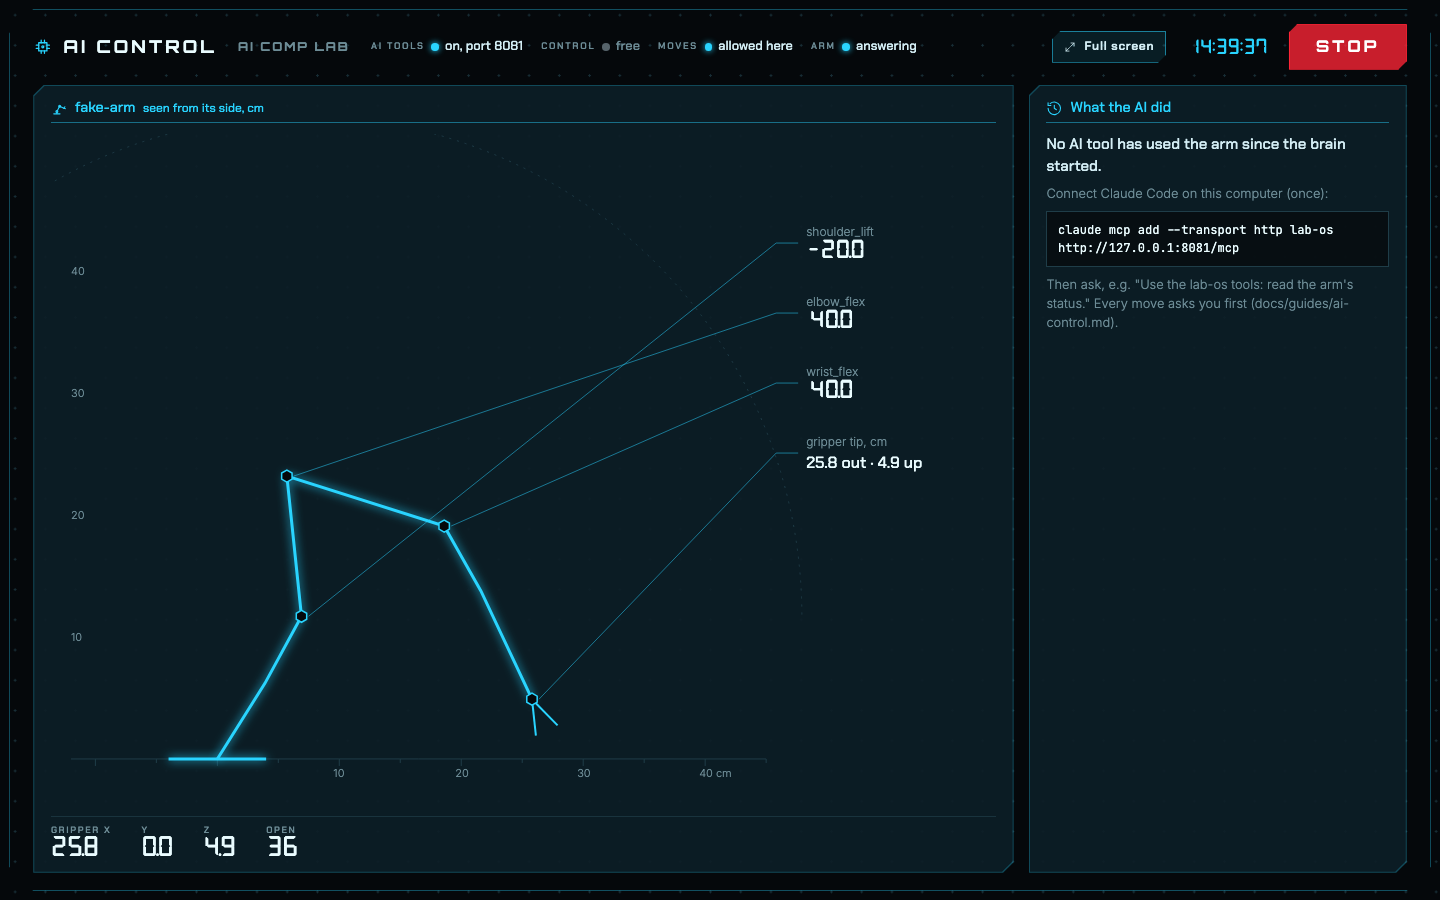 AI CONTROL
AI·COMP LAB
AI TOOLS on, port 8081
CONTROL free
MOVES allowed here
ARM answering
Full screen
14:39:37
STOP
fake-arm seen from its side, cm
shoulder_lift
-20.0
elbow_flex
40.0
wrist_flex
40.0
gripper tip, cm
25.8 out · 4.9 up
40
30
20
10
10
20
30
40 cm
GRIPPER X
25.8
Y
0.0
Z
4.9
OPEN
36
What the AI did
No AI tool has used the arm since the brain
started.
Connect Claude Code on this computer (once):
claude mcp add --transport http lab-os
http://127.0.0.1:8081/mcp
Then ask, e.g. "Use the lab-os tools: read the arm's
status." Every move asks you first (docs/guides/ai-
control.md).